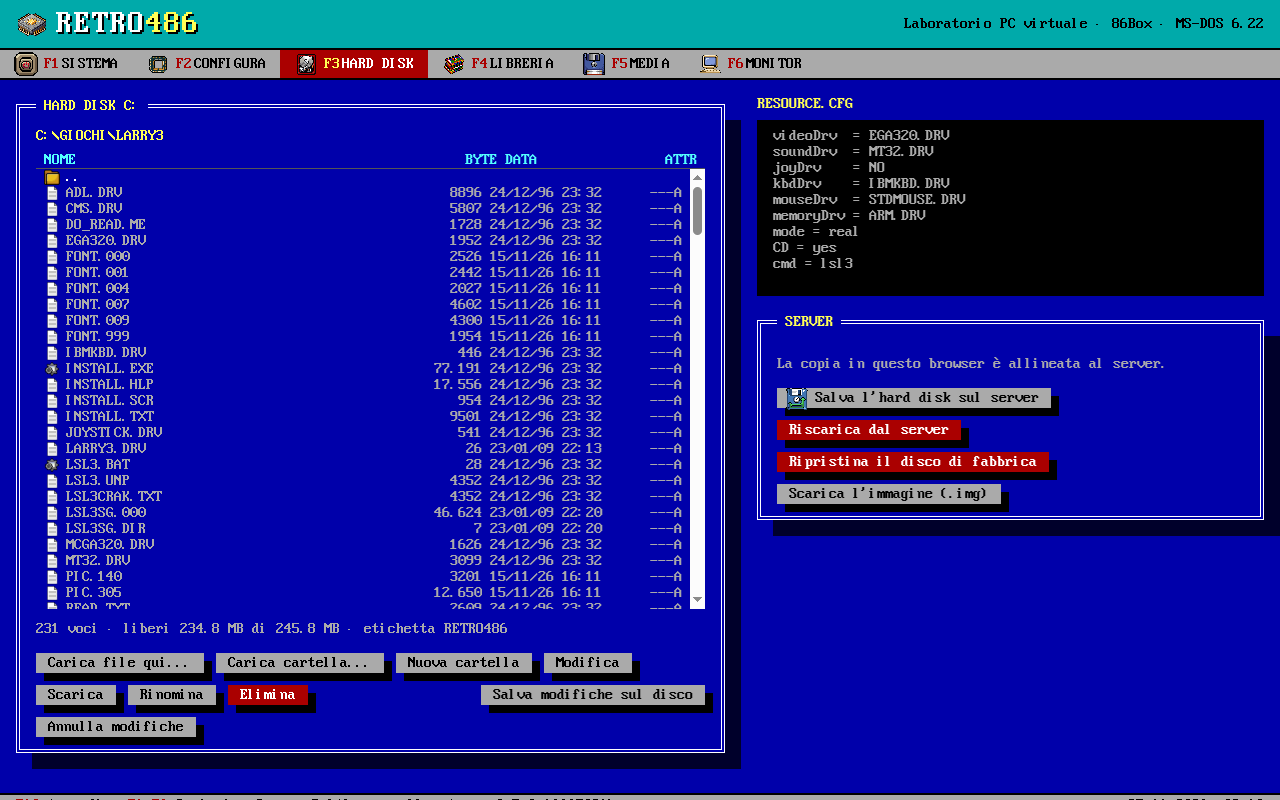 RETRO486
Laboratorio PC virtuale · 86Box · MS-DOS 6.22
F1 SISTEMA F2 CONFIGURA F3 HARD DISK F4 LIBRERIA F5 MEDIA F6 MONITOR
HARD DISK C:
C:\GIOCHI\LARRY3
NOME BYTE DATA ATTR
..
ADL.DRV 8896 24/12/96 23:32 ---A
CMS.DRV 5807 24/12/96 23:32 ---A
DO_READ.ME 1728 24/12/96 23:32 ---A
EGA320.DRV 1952 24/12/96 23:32 ---A
FONT.000 2526 15/11/26 16:11 ---A
FONT.001 2442 15/11/26 16:11 ---A
FONT.004 2027 15/11/26 16:11 ---A
FONT.007 4602 15/11/26 16:11 ---A
FONT.009 4300 15/11/26 16:11 ---A
FONT.999 1954 15/11/26 16:11 ---A
IBMKBD.DRV 446 24/12/96 23:32 ---A
INSTALL.EXE 77.191 24/12/96 23:32 ---A
INSTALL.HLP 17.556 24/12/96 23:32 ---A
INSTALL.SCR 954 24/12/96 23:32 ---A
INSTALL.TXT 9501 24/12/96 23:32 ---A
JOYSTICK.DRV 541 24/12/96 23:32 ---A
LARRY3.DRV 26 23/01/09 22:13 ---A
LSL3.BAT 28 24/12/96 23:32 ---A
LSL3.UNP 4352 24/12/96 23:32 ---A
LSL3CRAK.TXT 4352 24/12/96 23:32 ---A
LSL3SG.000 46.624 23/01/09 22:20 ---A
LSL3SG.DIR 7 23/01/09 22:20 ---A
MCGA320.DRV 1626 24/12/96 23:32 ---A
MT32.DRV 3099 24/12/96 23:32 ---A
PIC.140 3201 15/11/26 16:11 ---A
PIC.305 12.650 15/11/26 16:11 ---A
READ.TXT 2609 24/12/96 23:32 ---A
231 voci · liberi 234.8 MB di 245.8 MB · etichetta RETRO486
Carica file qui... Carica cartella... Nuova cartella Modifica
Scarica Rinomina Elimina Salva modifiche sul disco
Annulla modifiche
RESOURCE.CFG
videoDrv = EGA320.DRV
soundDrv = MT32.DRV
joyDrv = NO
kbdDrv = IBMKBD.DRV
mouseDrv = STDMOUSE.DRV
memoryDrv = ARM.DRV
mode = real
CD = yes
cmd = lsl3
SERVER
La copia in questo browser è allineata al server.
Salva l'hard disk sul server
Riscarica dal server
Ripristina il disco di fabbrica
Scarica l'immagine (.img)